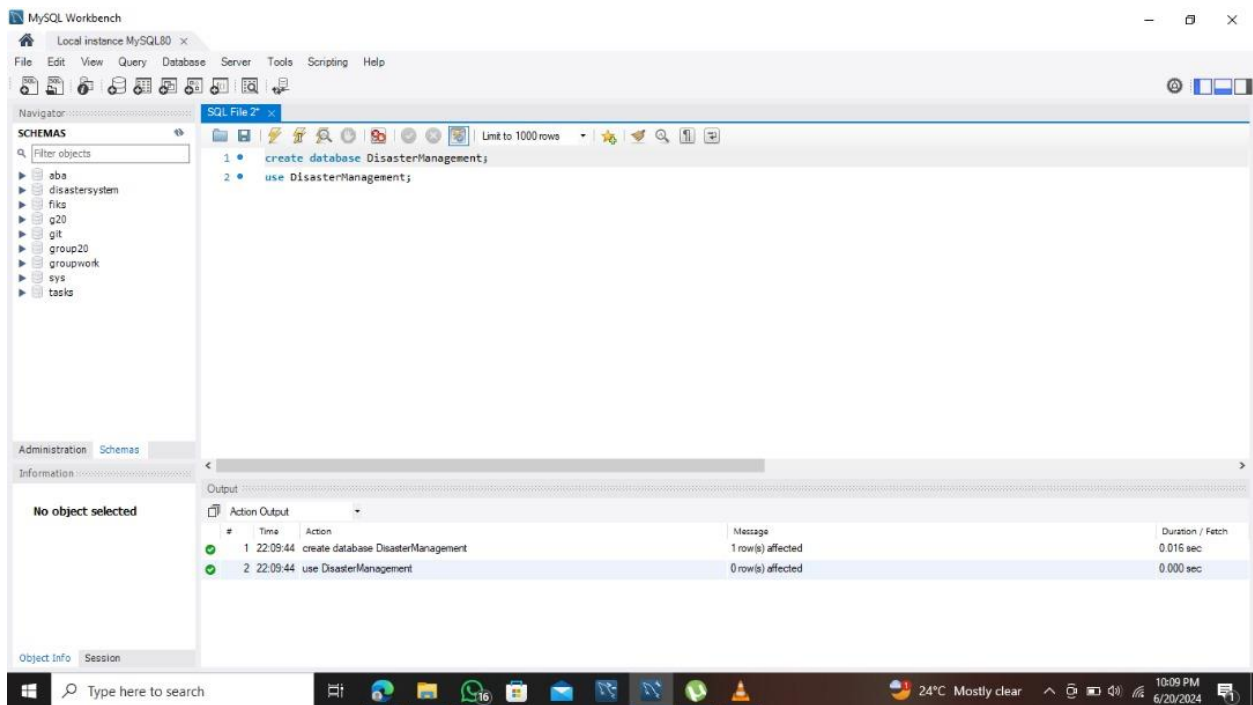 MySQL Workbench
Local instance MySQL80
File Edit View Query Database Server Tools Scripting Help
Navigator
SQL File 2*
SCHEMAS
Limit to 1000 rows
Filter objects
1 create database DisasterManagement;
2 use DisasterManagement;
aba
disastersystem
fiks
g20
git
group20
groupwork
sys
tasks
Administration Schemas
Information
No object selected
Output
Action Output
# Time Action Message Duration / Fetch
1 22:09:44 create database DisasterManagement 1 row(s) affected 0.016 sec
2 22:09:44 use DisasterManagement 0 row(s) affected 0.000 sec
Object Info Session
Type here to search
16
24°C Mostly clear
10:09 PM
6/20/2024
1